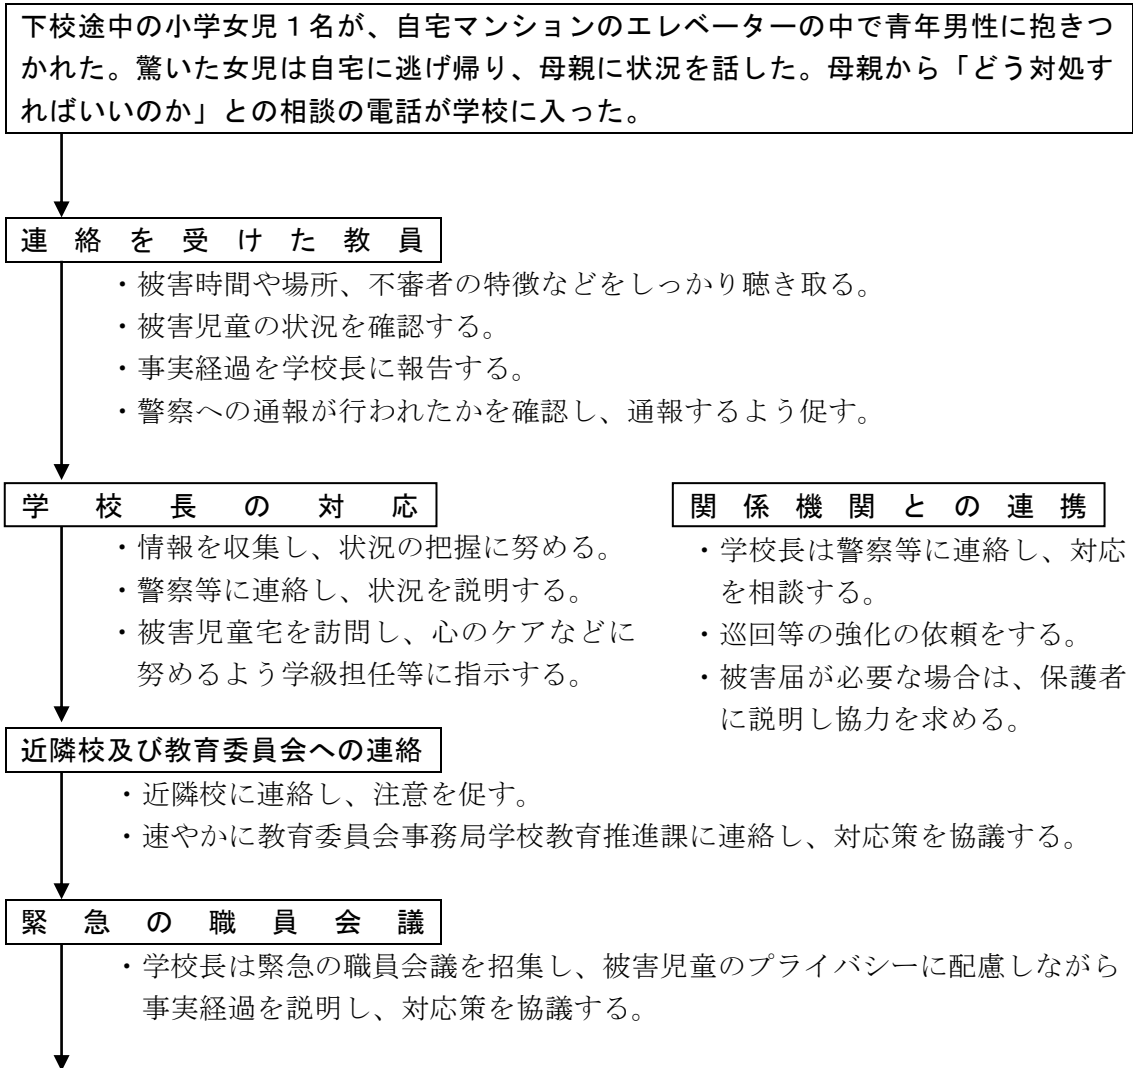 下校途中の小学女児１名が、自宅マンションのエレベーターの中で青年男性に抱きつ
かれた。驚いた女児は自宅に逃げ帰り、母親に状況を話した。母親から「どう対処す
ればいいのか」との相談の電話が学校に入った。
連絡を受けた教員
・被害時間や場所、不審者の特徴などをしっかり聴き取る。
・被害児童の状況を確認する。
・事実経過を学校長に報告する。
・警察への通報が行われたかを確認し、通報するよう促す。
学校長の対応
・情報を収集し、状況の把握に努める。
・警察等に連絡し、状況を説明する。
・被害児童宅を訪問し、心のケアなどに
努めるよう学級担任等に指示する。
関係機関との連携
・学校長は警察等に連絡し、対応
を相談する。
・巡回等の強化の依頼をする。
・被害届が必要な場合は、保護者
に説明し協力を求める。
近隣校及び教育委員会への連絡
・近隣校に連絡し、注意を促す。
・速やかに教育委員会事務局学校教育推進課に連絡し、対応策を協議する。
緊急の職員会議
・学校長は緊急の職員会議を招集し、被害児童のプライバシーに配慮しながら
事実経過を説明し、対応策を協議する。